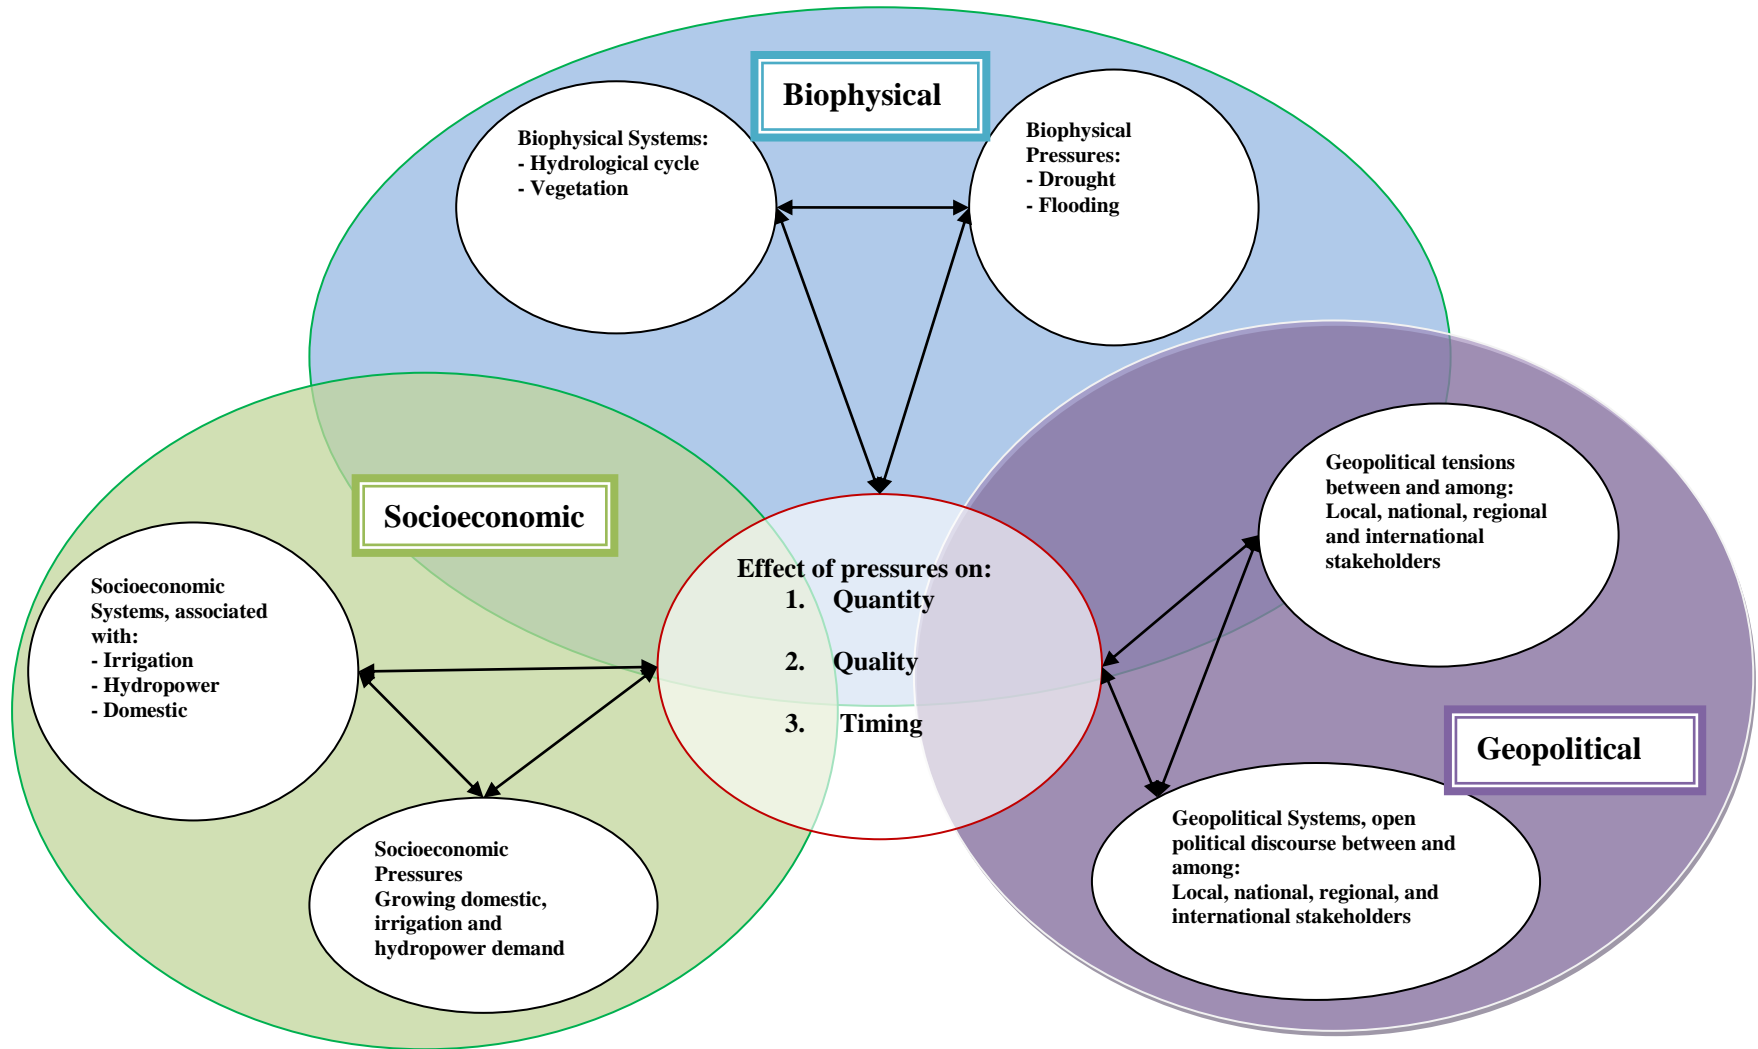 Biophysical
Biophysical Systems:
- Hydrological cycle
- Vegetation
Biophysical
Pressures:
- Drought
- Flooding
Socioeconomic
Socioeconomic
Systems, associated
with:
- Irrigation
- Hydropower
- Domestic
Socioeconomic
Pressures
Growing domestic,
irrigation and
hydropower demand
Effect of pressures on:
1. Quantity
2. Quality
3. Timing
Geopolitical tensions
between and among:
Local, national, regional
and international
stakeholders
Geopolitical
Geopolitical Systems, open
political discourse between and
among:
Local, national, regional, and
international stakeholders